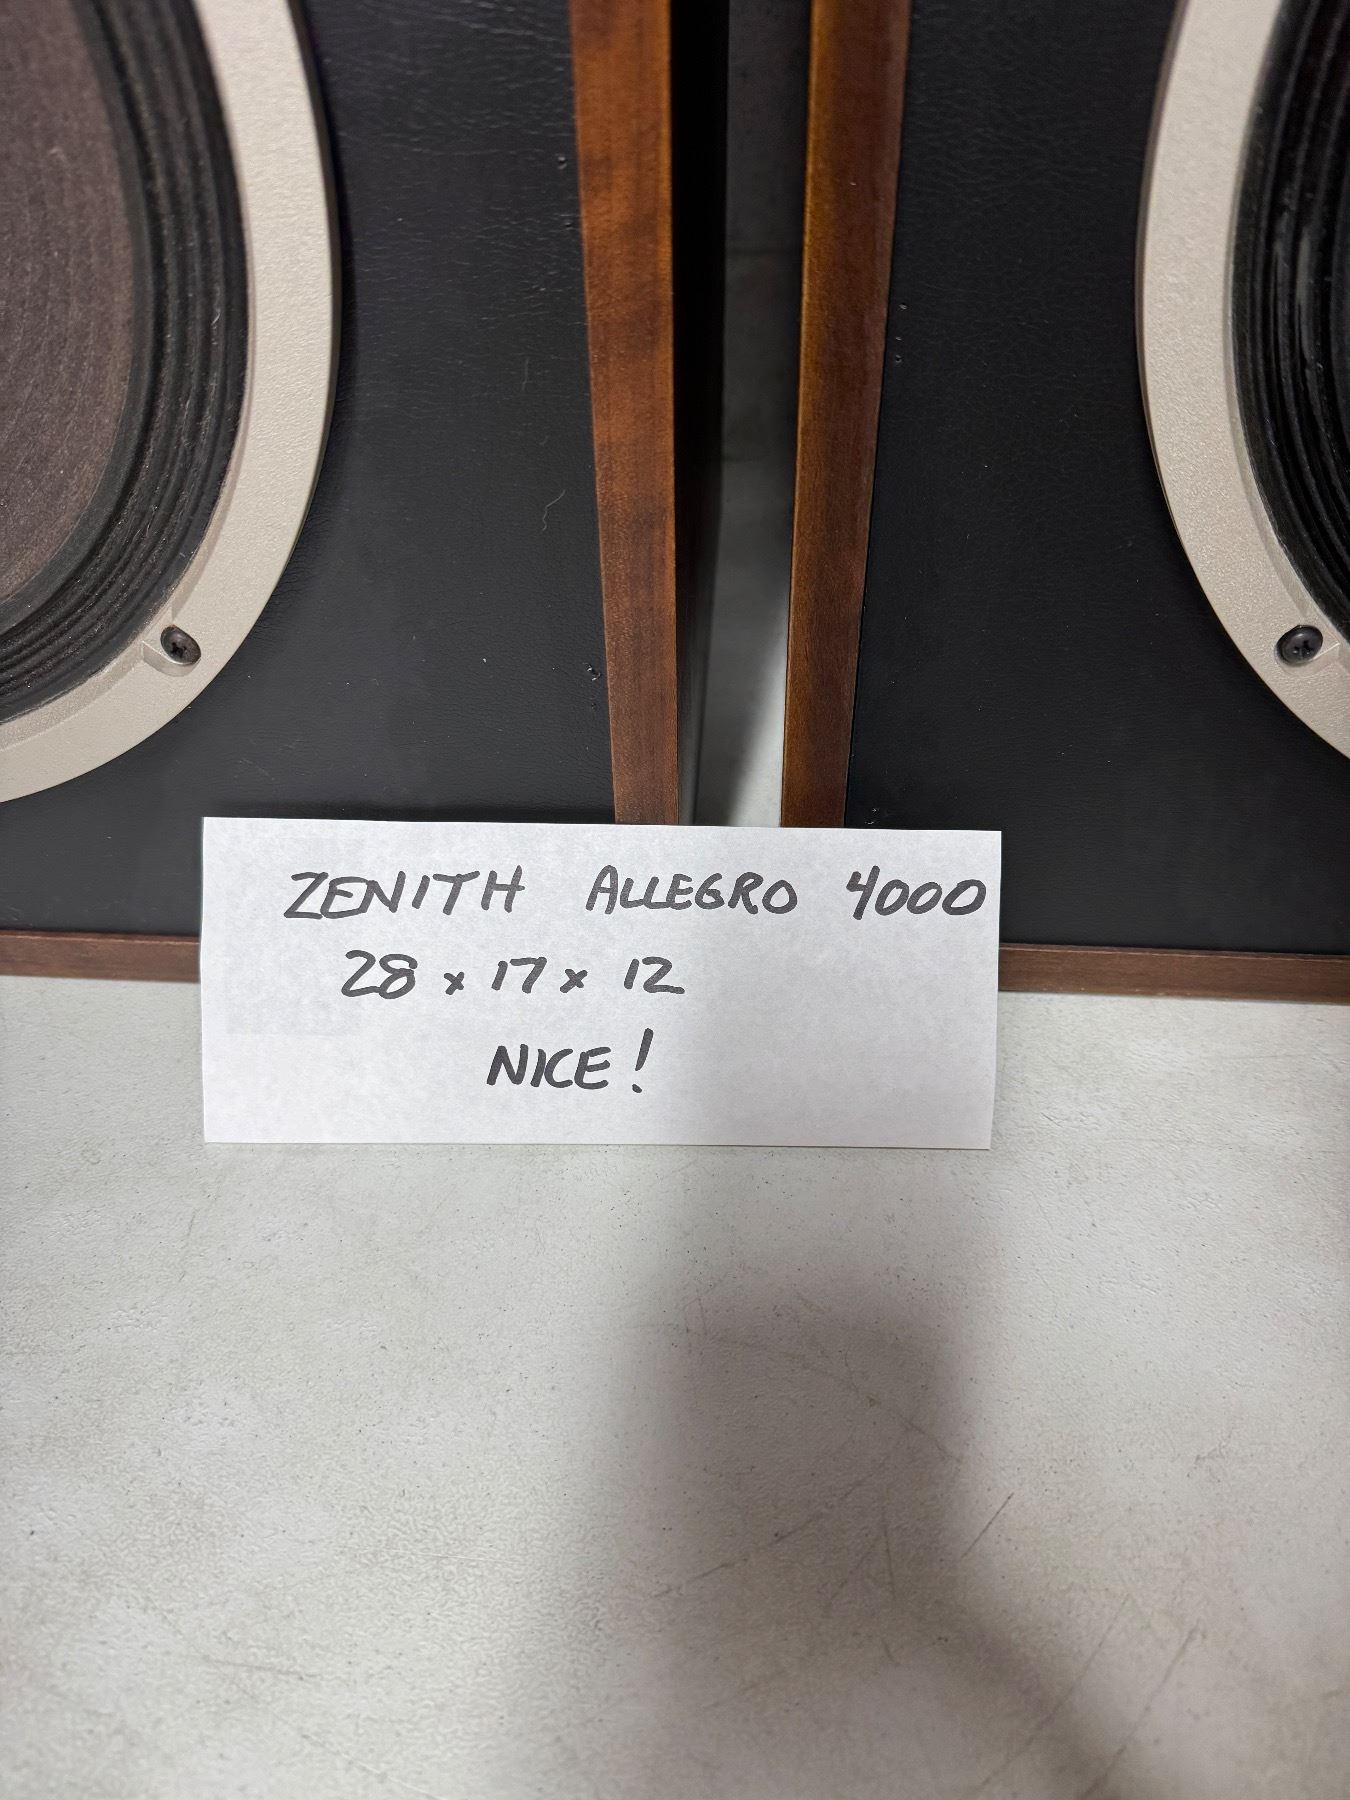 ZENITH ALLEGRO 4000
28 x 17 x 12
NICE!